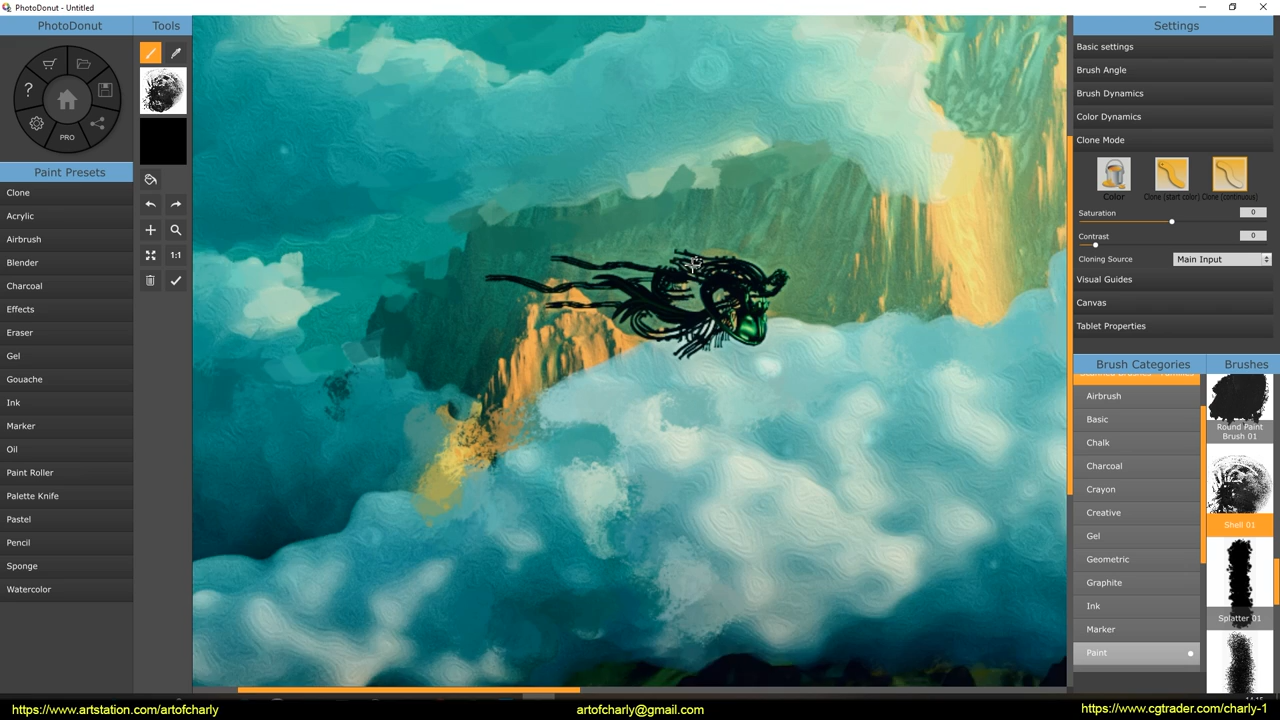 PhotoDonut - Untitled
PhotoDonut
Tools
Settings
?
PRO
Paint Presets
Clone
Acrylic
Airbrush
Blender
Charcoal
Effects
Eraser
Gel
Gouache
Ink
Marker
Oil
Paint Roller
Palette Knife
Pastel
Pencil
Sponge
Watercolor
1:1
Basic settings
Brush Angle
Brush Dynamics
Color Dynamics
Clone Mode
Color
Clone (start color)
Clone (continuous)
Saturation
0
Contrast
0
Cloning Source
Main Input
Visual Guides
Canvas
Tablet Properties
Brush Categories
Brushes
Airbrush
Basic
Chalk
Charcoal
Crayon
Creative
Gel
Geometric
Graphite
Ink
Marker
Paint
Round Paint
Brush 01
Shell 01
Splatter 01
https://www.artstation.com/artofcharly
artofcharly@gmail.com
https://www.cgtrader.com/charly-1